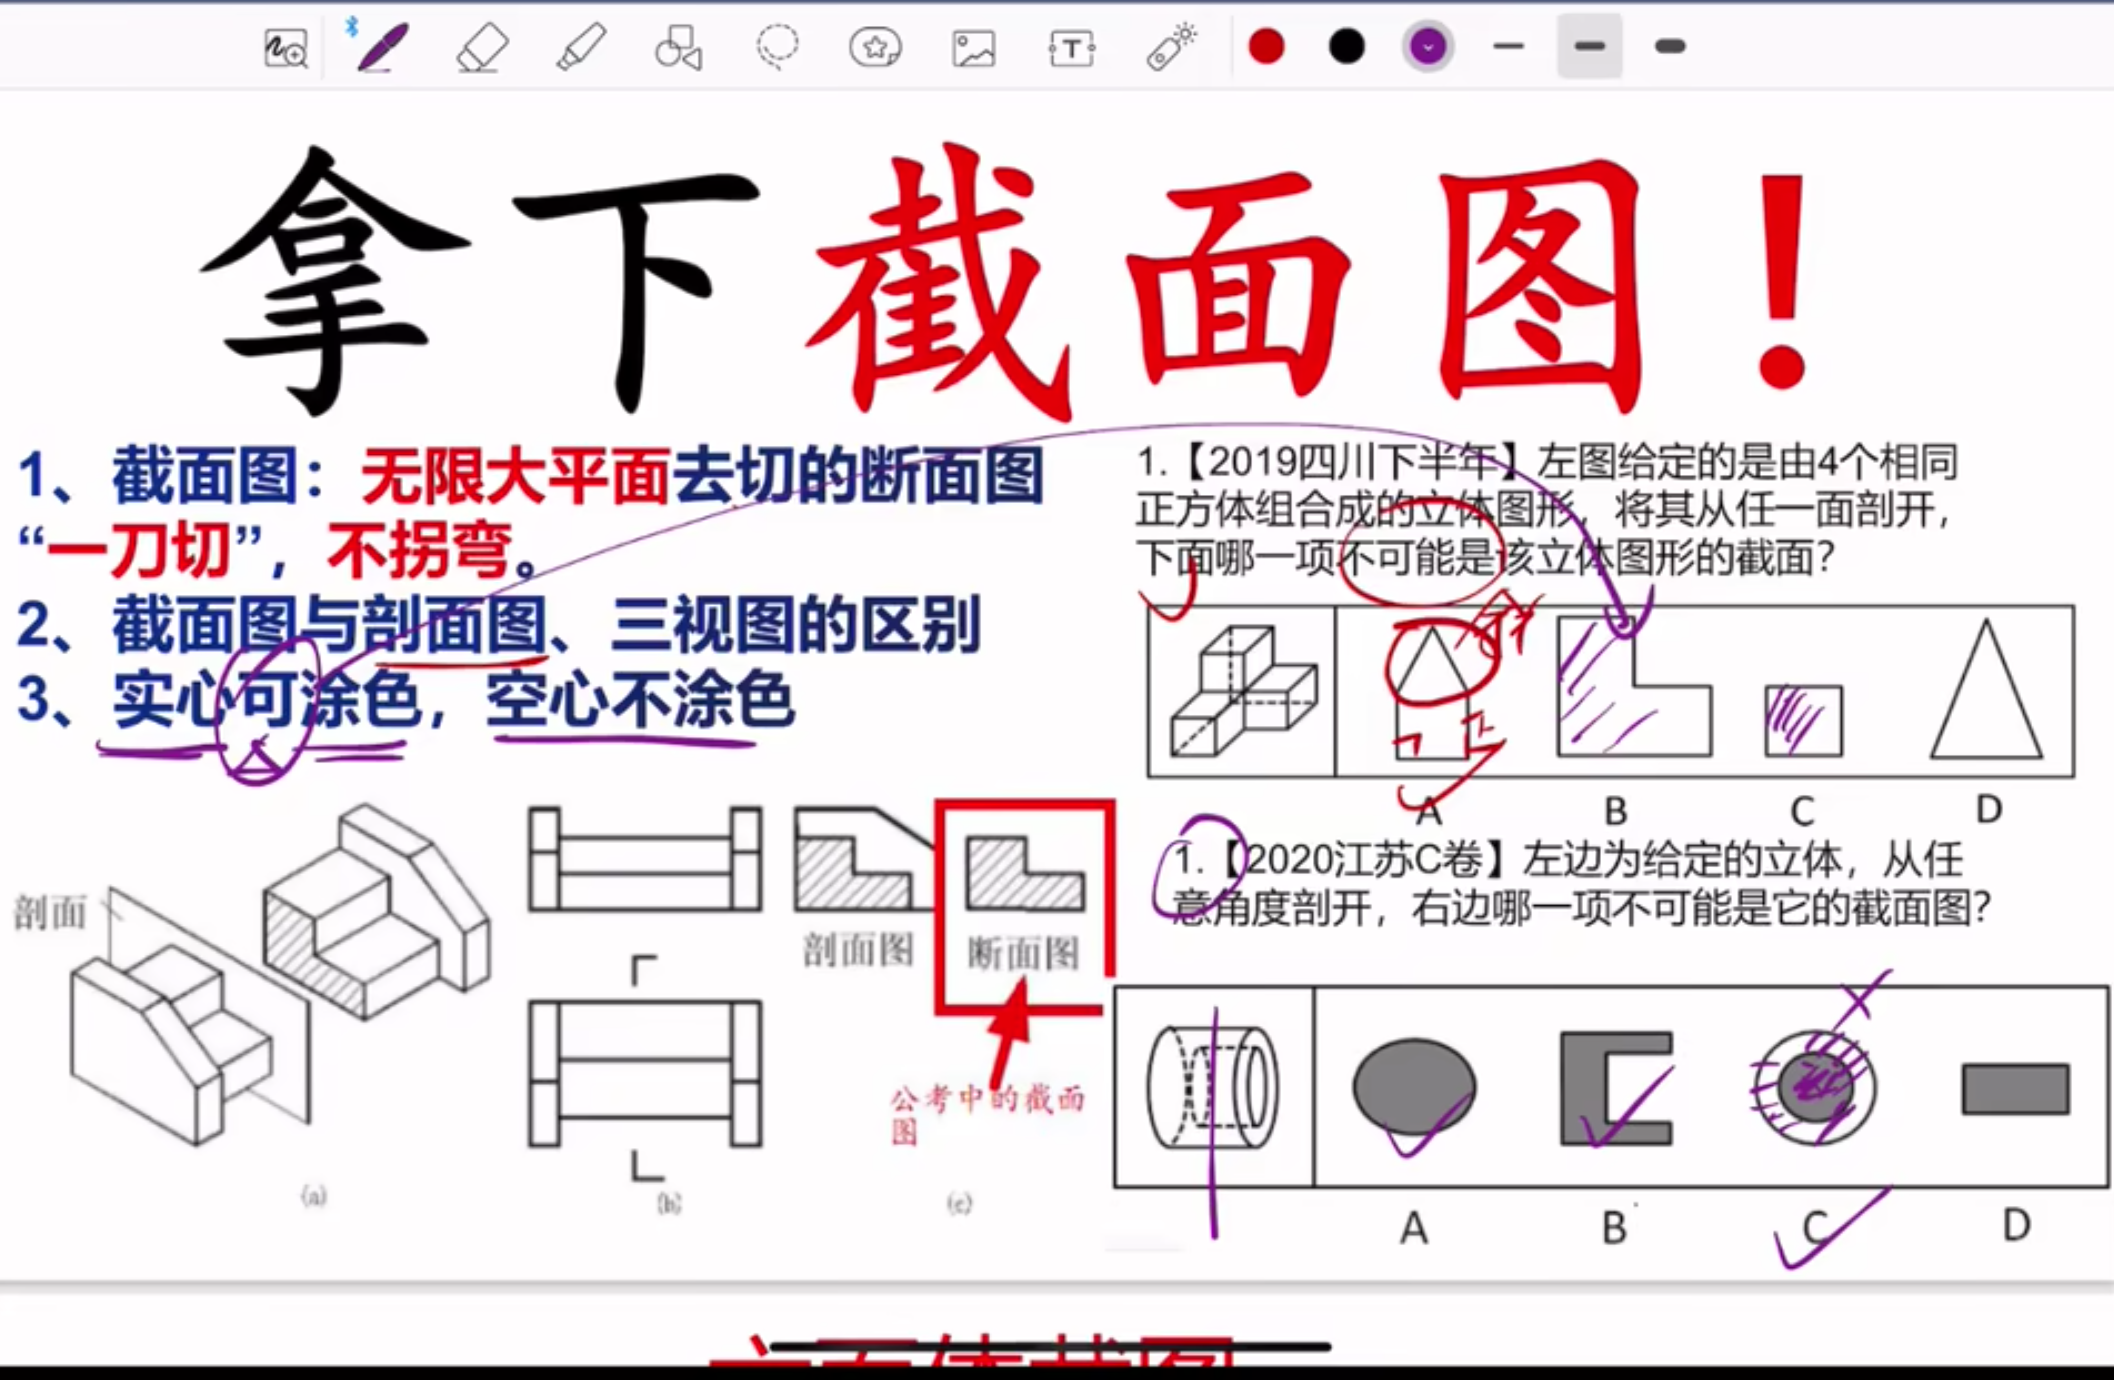 拿下截面图!
1、截面图：无限大平面去切的断面图
“一刀切”，不拐弯。
2、截面图与剖面图、三视图的区别
3、实心可涂色，空心不涂色
剖面
(a)
(b)
剖面图
断面图
公考中的截面
图
(c)
1.【2019四川下半年】左图给定的是由4个相同
正方体组合成的立体图形，将其从任一面剖开，
下面哪一项不可能是该立体图形的截面？
A B C D
1.【2020江苏C卷】左边为给定的立体，从任
意角度剖开，右边哪一项不可能是它的截面图？
A B C D